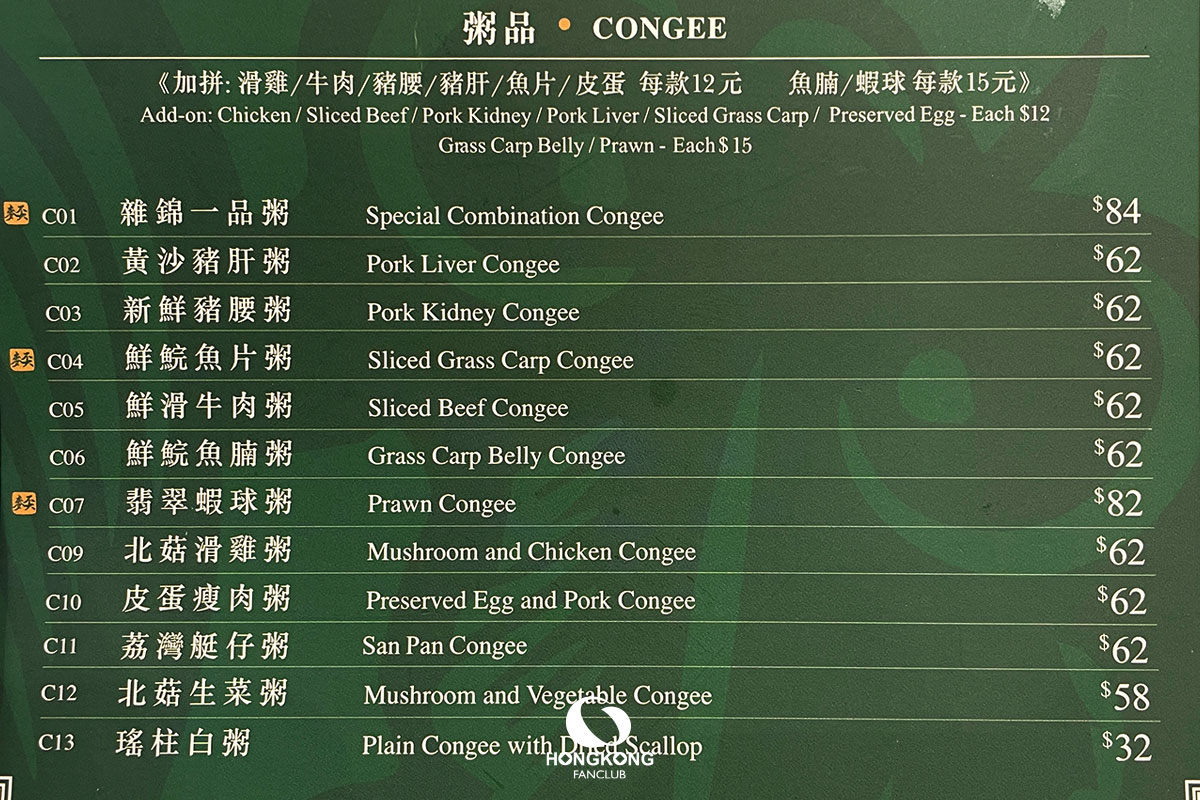 粥品 • CONGEE
《加拼: 滑雞/牛肉/豬腰/豬肝/魚片/皮蛋 每款12元 魚腩/蝦球 每款15元》
Add-on: Chicken / Sliced Beef / Pork Kidney / Pork Liver / Sliced Grass Carp / Preserved Egg - Each $12
Grass Carp Belly / Prawn - Each $ 15
C01 雜錦一品粥 Special Combination Congee $84
C02 黃沙豬肝粥 Pork Liver Congee $62
C03 新鮮豬腰粥 Pork Kidney Congee $62
C04 鮮鯇魚片粥 Sliced Grass Carp Congee $62
C05 鮮滑牛肉粥 Sliced Beef Congee $62
C06 鮮鯇魚腩粥 Grass Carp Belly Congee $62
C07 翡翠蝦球粥 Prawn Congee $82
C09 北菇滑雞粥 Mushroom and Chicken Congee $62
C10 皮蛋瘦肉粥 Preserved Egg and Pork Congee $62
C11 荔灣艇仔粥 San Pan Congee $62
C12 北菇生菜粥 Mushroom and Vegetable Congee $58
C13 瑤柱白粥 Plain Congee with Dried Scallop $32
HONGKONG
FANCLUB